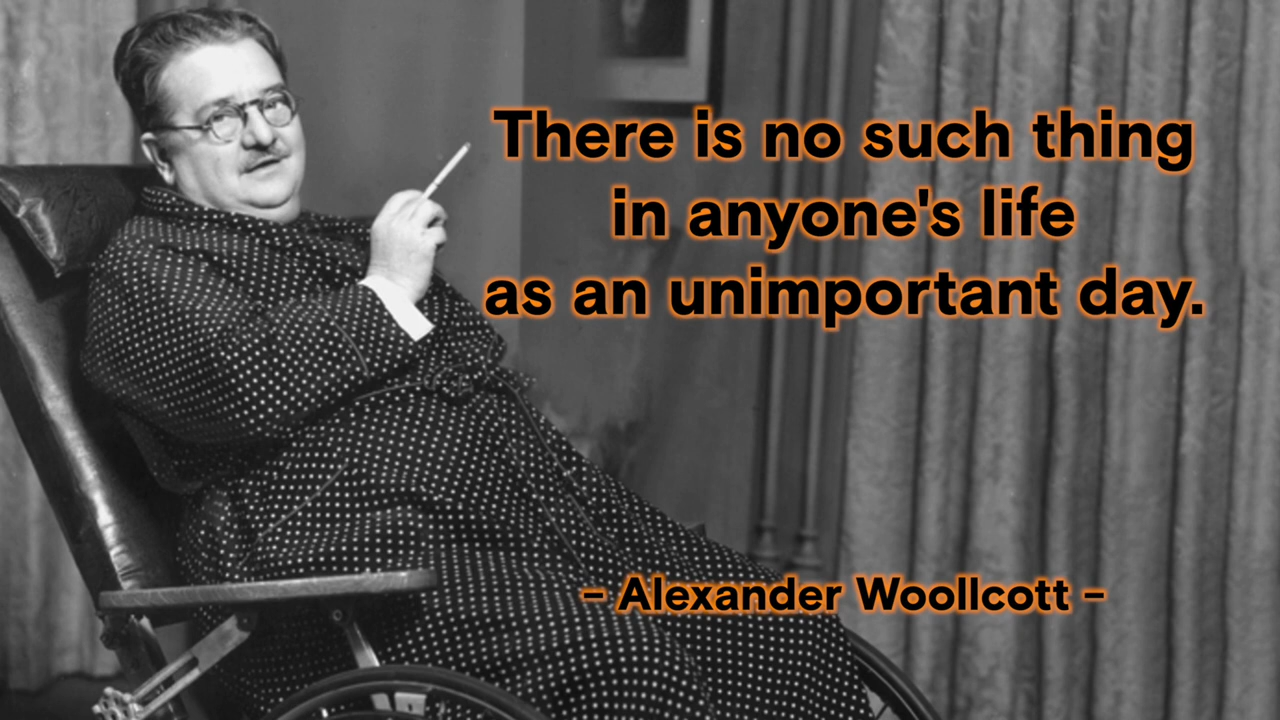 There is no such thing
in anyone's life
as an unimportant day.
– Alexander Woollcott –